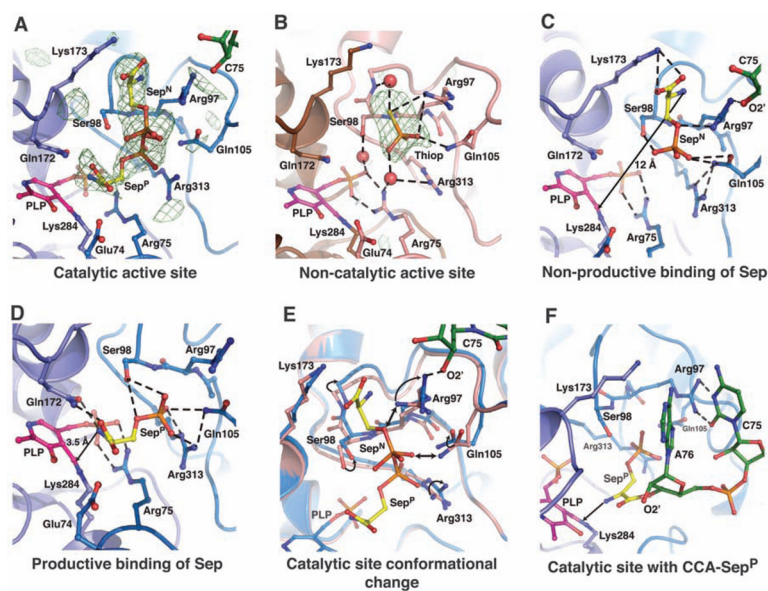 A
Lys173
C75
Sep^N
Arg97
Ser98
Gln105
Gln172
Sep^P
Arg313
PLP
Lys284
Glu74
Arg75
Catalytic active site
B
Lys173
Arg97
Ser98
Gln172
Thiop
Gln105
Arg313
PLP
Lys284
Glu74
Arg75
Non-catalytic active site
C
C75
Lys173
O2'
Ser98
Arg97
Sep^N
Gln172
12 Å
Gln105
PLP
Arg313
Lys284
Arg75
Non-productive binding of Sep
D
Ser98
Arg97
Gln172
Sep^P
Gln105
3.5 Å
PLP
Arg313
Lys284
Glu74
Arg75
Productive binding of Sep
E
C75
Lys173
O2'
Arg97
Ser98
Sep^N
Gln105
Sep^P
Arg313
PLP
Catalytic site conformational
change
F
Arg97
Lys173
Ser98
C75
Arg313
Gln105
A76
Sep^P
PLP
O2'
Lys284
Catalytic site with CCA-Sep^P